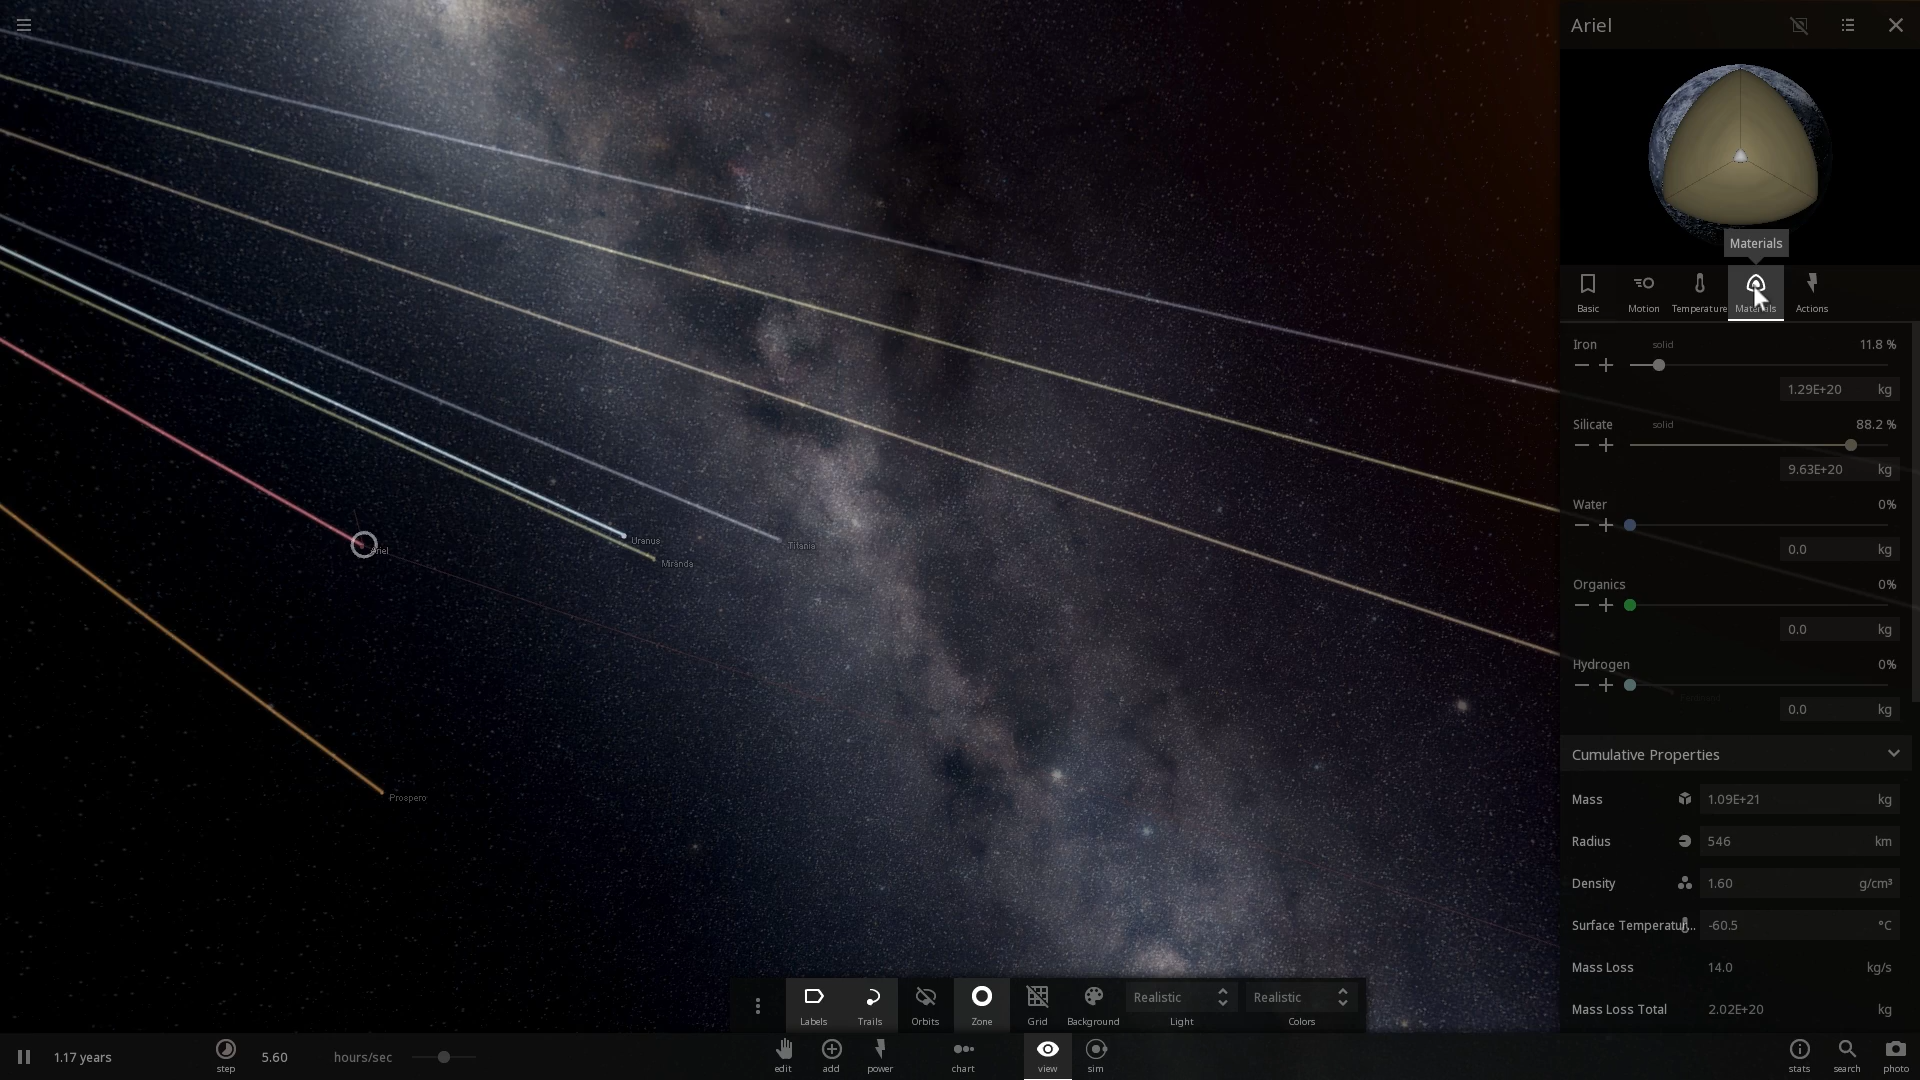 Ariel
Materials
Basic
Motion
Temperature
Materials
Actions
Iron solid 11.8 %
1.29E+20 kg
Silicate solid 88.2 %
9.63E+20 kg
Water 0%
0.0 kg
Organics 0%
0.0 kg
Hydrogen 0%
0.0 kg
Cumulative Properties
Mass 1.09E+21 kg
Radius 546 km
Density 1.60 g/cm³
Surface Temperatur... -60.5 °C
Mass Loss 14.0 kg/s
Mass Loss Total 2.02E+20 kg
Uranus
Titania
Ariel
Miranda
Prospero
Labels
Trails
Orbits
Zone
Grid
Background
Realistic
Light
Realistic
Colors
1.17 years
step
5.60 hours/sec
edit
add
power
chart
view
sim
stats
search
photo